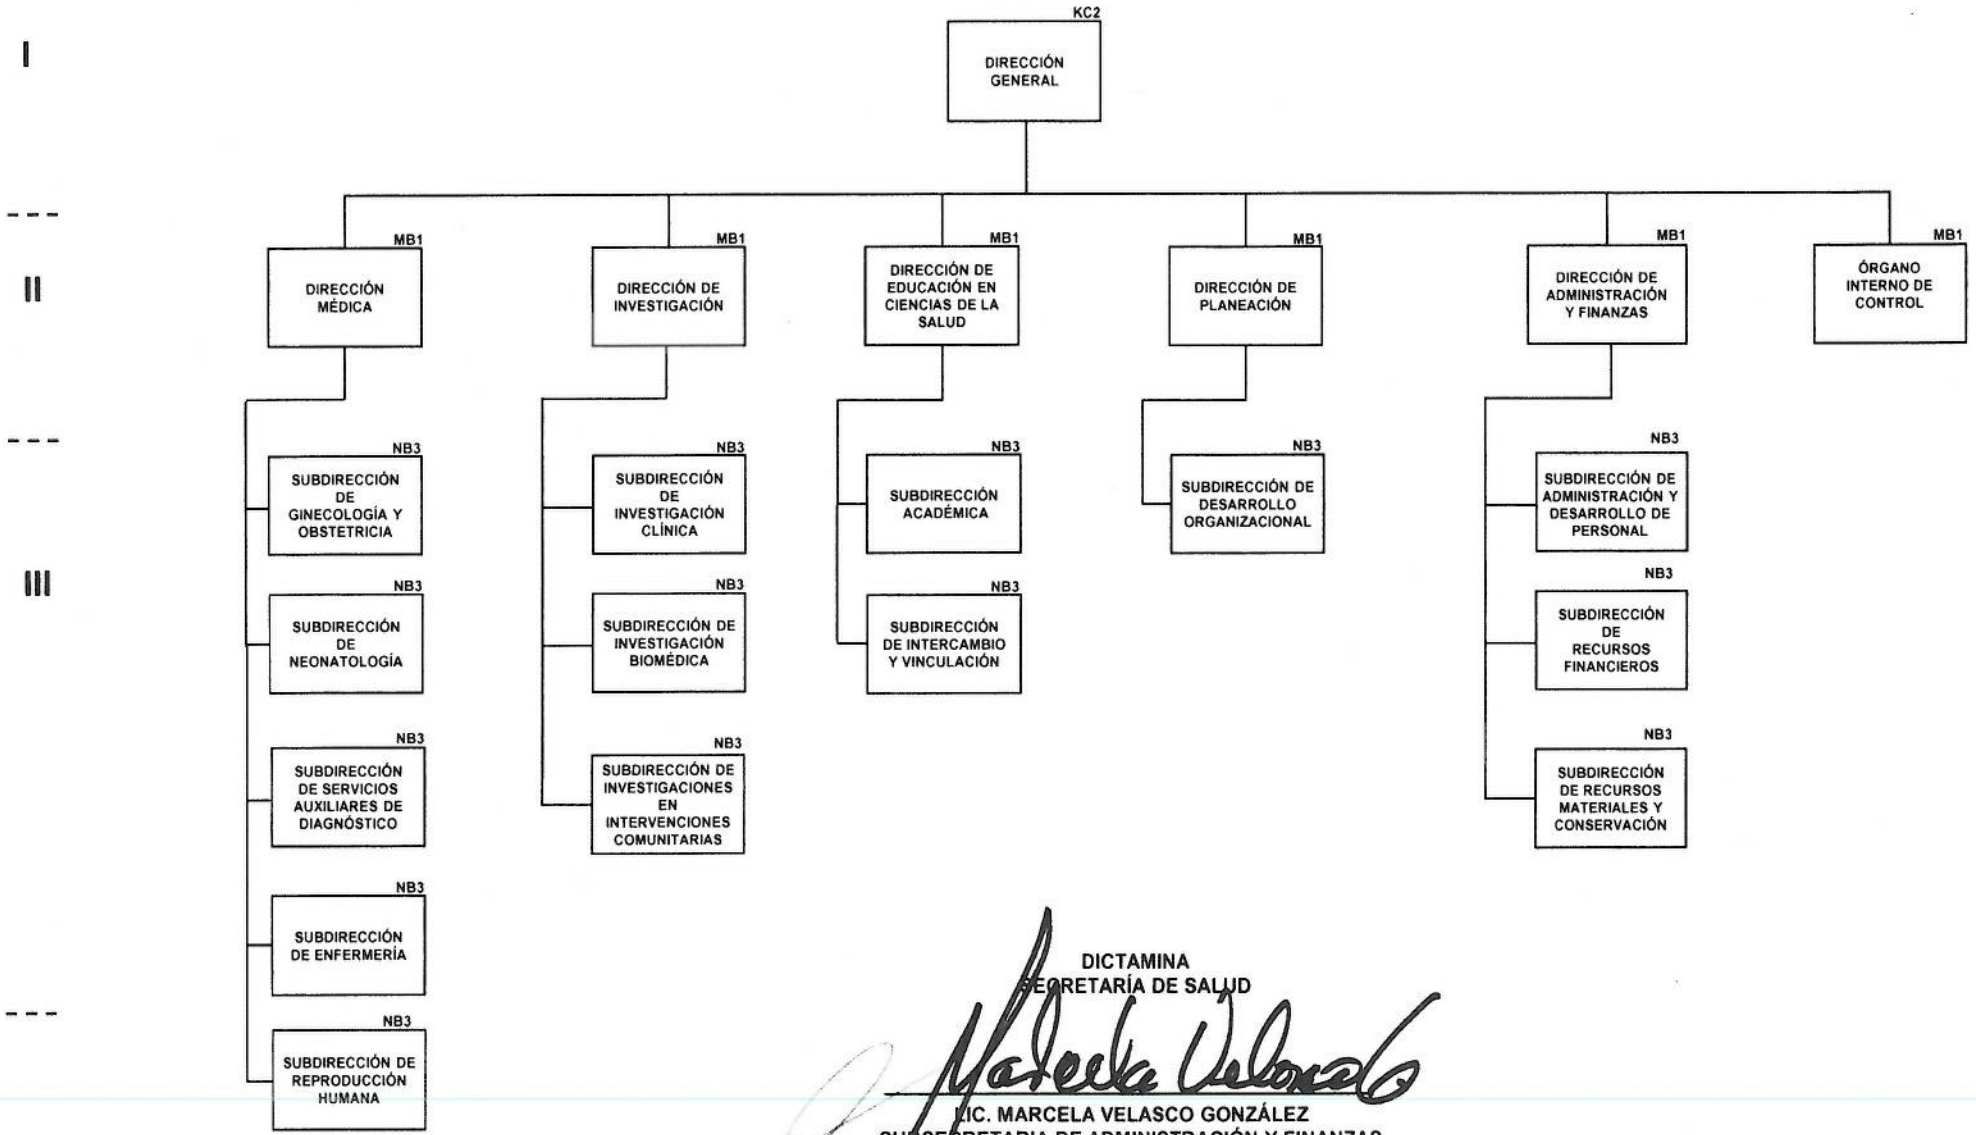 KC2
I
DIRECCIÓN
GENERAL
II
MB1
DIRECCIÓN
MÉDICA
MB1
DIRECCIÓN DE
INVESTIGACIÓN
MB1
DIRECCIÓN DE
EDUCACIÓN EN
CIENCIAS DE LA
SALUD
MB1
DIRECCIÓN DE
PLANEACIÓN
MB1
DIRECCIÓN DE
ADMINISTRACIÓN
Y FINANZAS
MB1
ÓRGANO
INTERNO DE
CONTROL
III
NB3
SUBDIRECCIÓN
DE
GINECOLOGÍA Y
OBSTETRICIA
NB3
SUBDIRECCIÓN
DE
NEONATOLOGÍA
NB3
SUBDIRECCIÓN
DE SERVICIOS
AUXILIARES DE
DIAGNÓSTICO
NB3
SUBDIRECCIÓN
DE ENFERMERÍA
NB3
SUBDIRECCIÓN DE
REPRODUCCIÓN
HUMANA
NB3
SUBDIRECCIÓN
DE
INVESTIGACIÓN
CLÍNICA
NB3
SUBDIRECCIÓN DE
INVESTIGACIÓN
BIOMÉDICA
NB3
SUBDIRECCIÓN DE
INVESTIGACIONES
EN
INTERVENCIONES
COMUNITARIAS
NB3
SUBDIRECCIÓN
ACADÉMICA
NB3
SUBDIRECCIÓN
DE INTERCAMBIO
Y VINCULACIÓN
NB3
SUBDIRECCIÓN DE
DESARROLLO
ORGANIZACIONAL
NB3
SUBDIRECCIÓN DE
ADMINISTRACIÓN Y
DESARROLLO DE
PERSONAL
NB3
SUBDIRECCIÓN
DE
RECURSOS
FINANCIEROS
NB3
SUBDIRECCIÓN
DE RECURSOS
MATERIALES Y
CONSERVACIÓN
DICTAMINA
SECRETARÍA DE SALUD
LIC. MARCELA VELASCO GONZÁLEZ
SUBSECRETARIA DE ADMINISTRACIÓN Y FINANZAS